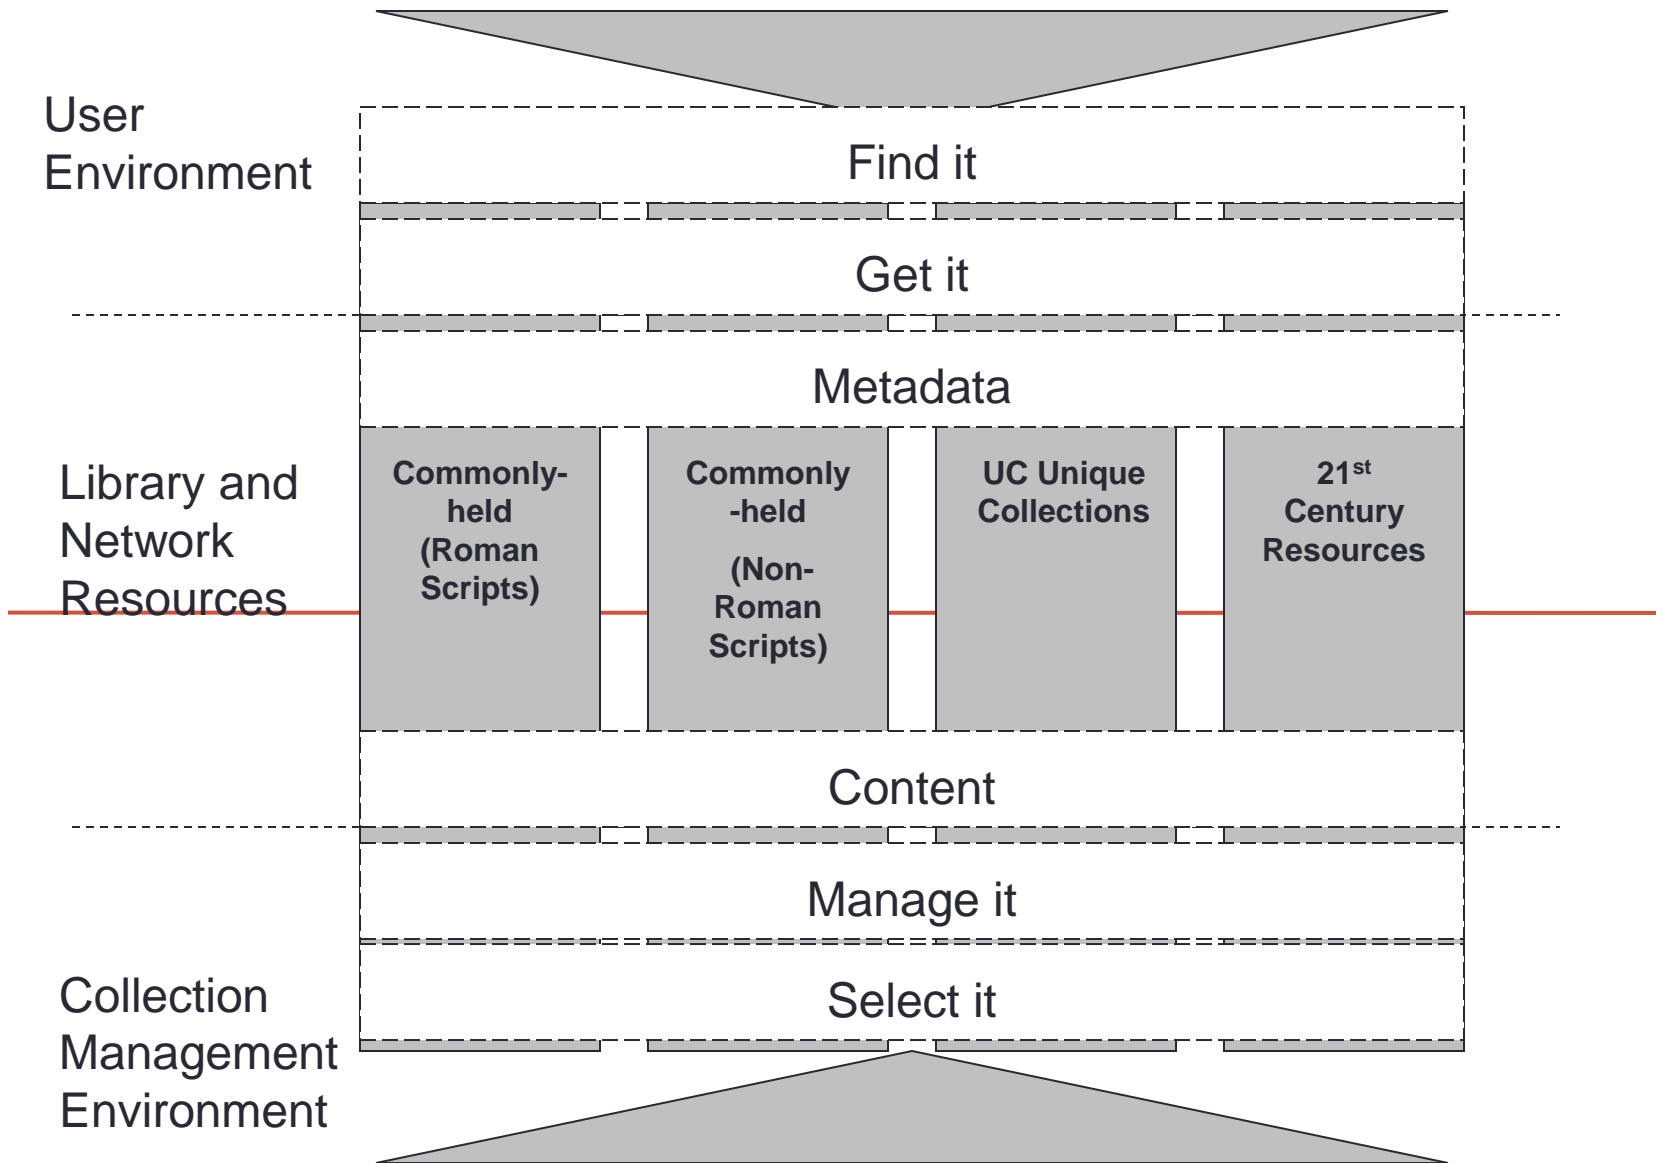 User
Environment
Find it
Get it
Metadata
Library and
Network
Resources
Commonly-
held
(Roman
Scripts)
Commonly
-held
(Non-
Roman
Scripts)
UC Unique
Collections
21st
Century
Resources
Content
Manage it
Collection
Management
Environment
Select it